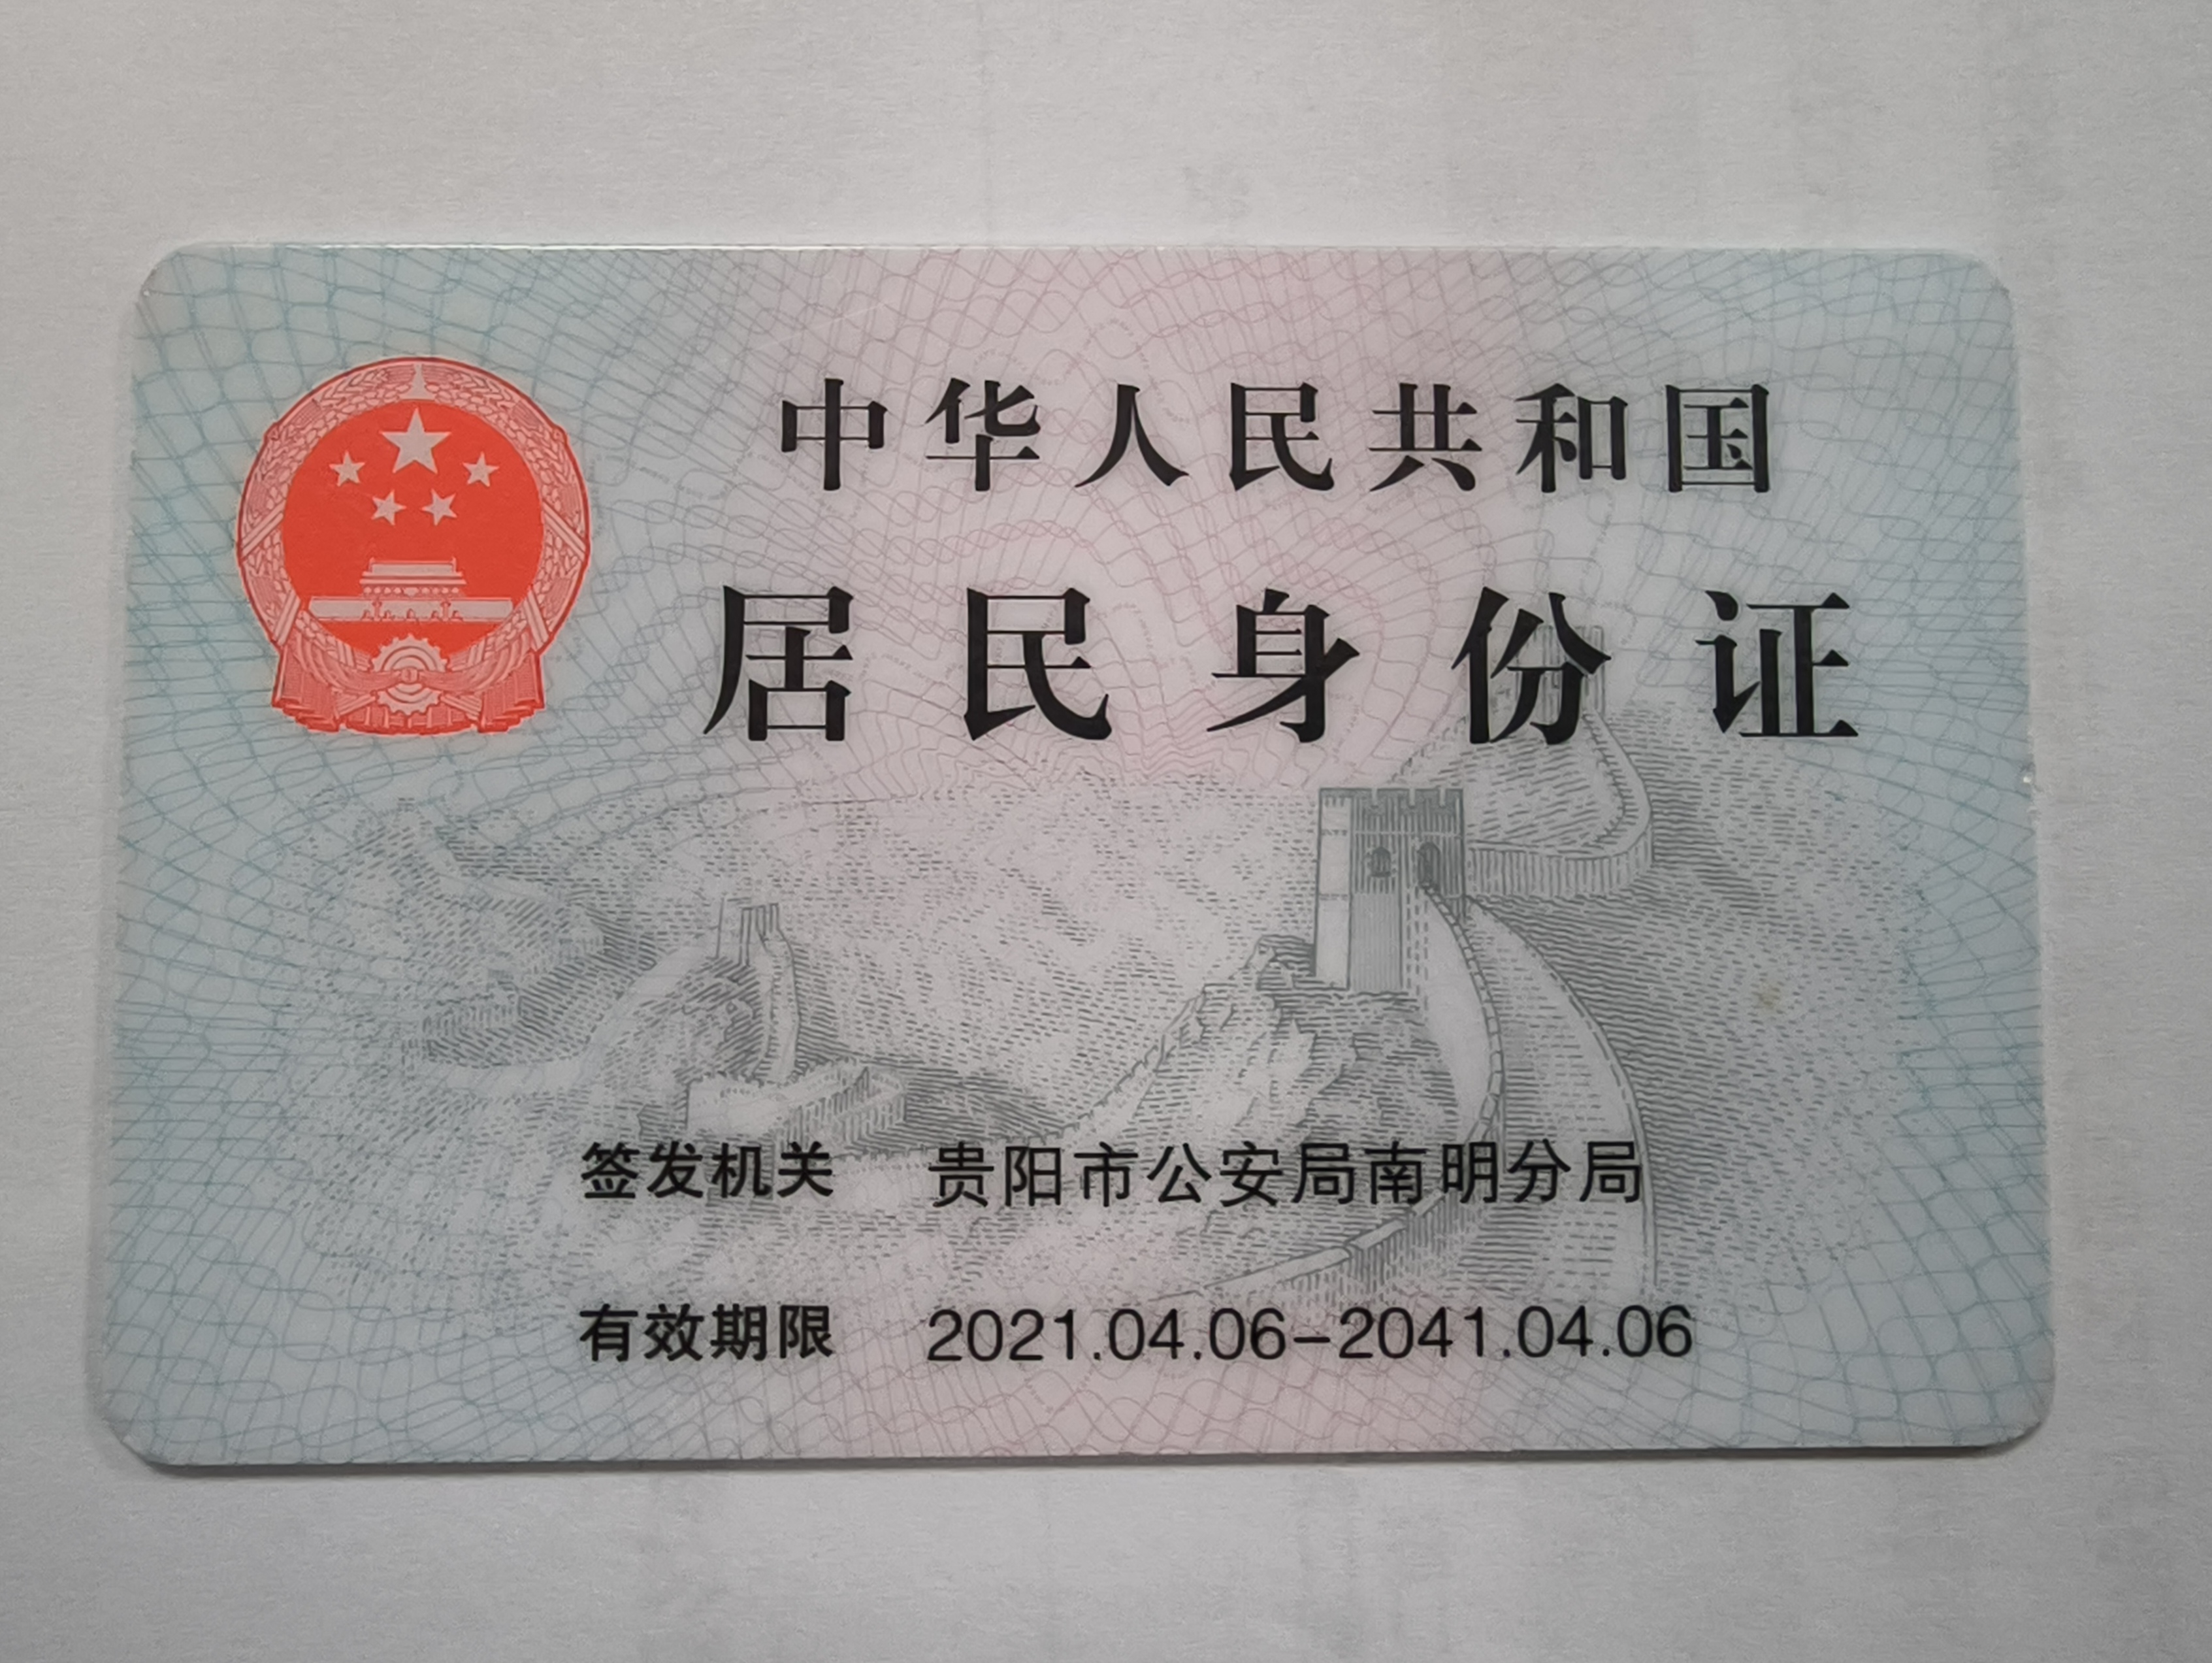 中华人民共和国
居民身份证
签发机关 贵阳市公安局南明分局
有效期限 2021.04.06-2041.04.06